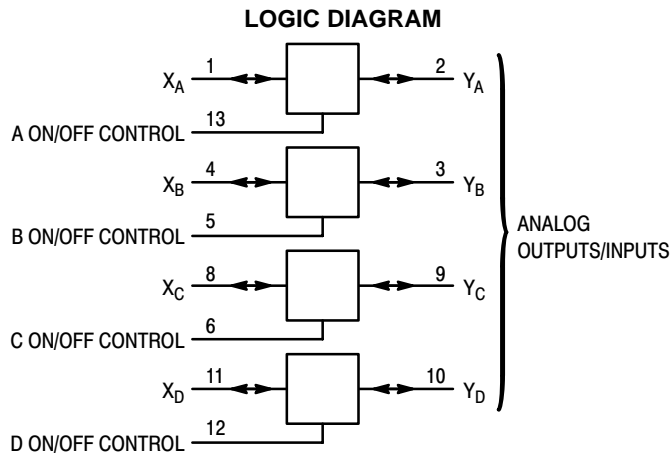 LOGIC DIAGRAM
X_A 1 2 Y_A
A ON/OFF CONTROL 13
X_B 4 3 Y_B
B ON/OFF CONTROL 5
X_C 8 9 Y_C
C ON/OFF CONTROL 6
X_D 11 10 Y_D
D ON/OFF CONTROL 12
ANALOG
OUTPUTS/INPUTS